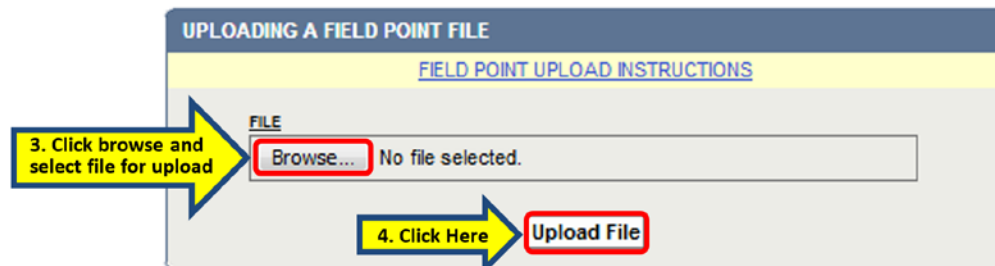 UPLOADING A FIELD POINT FILE
FIELD POINT UPLOAD INSTRUCTIONS
FILE
3. Click browse and
select file for upload
Browse... No file selected.
4. Click Here
Upload File